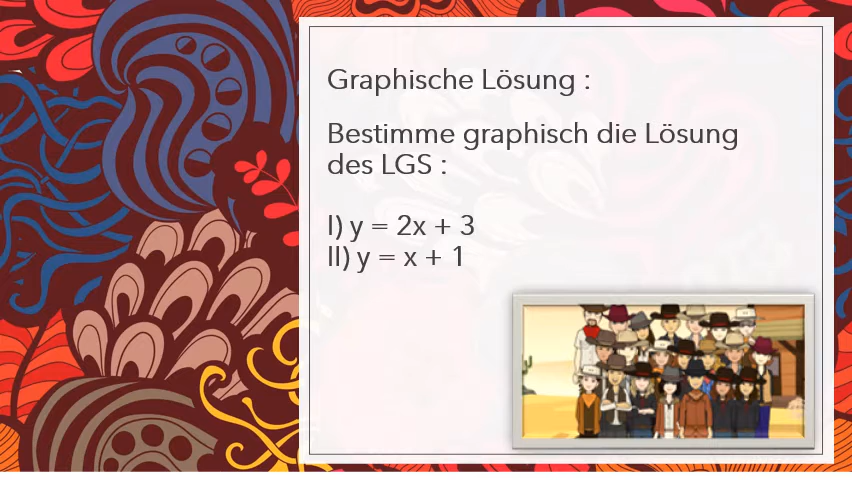 Graphische Lösung :
Bestimme graphisch die Lösung
des LGS :
I) y = 2x + 3
II) y = x + 1